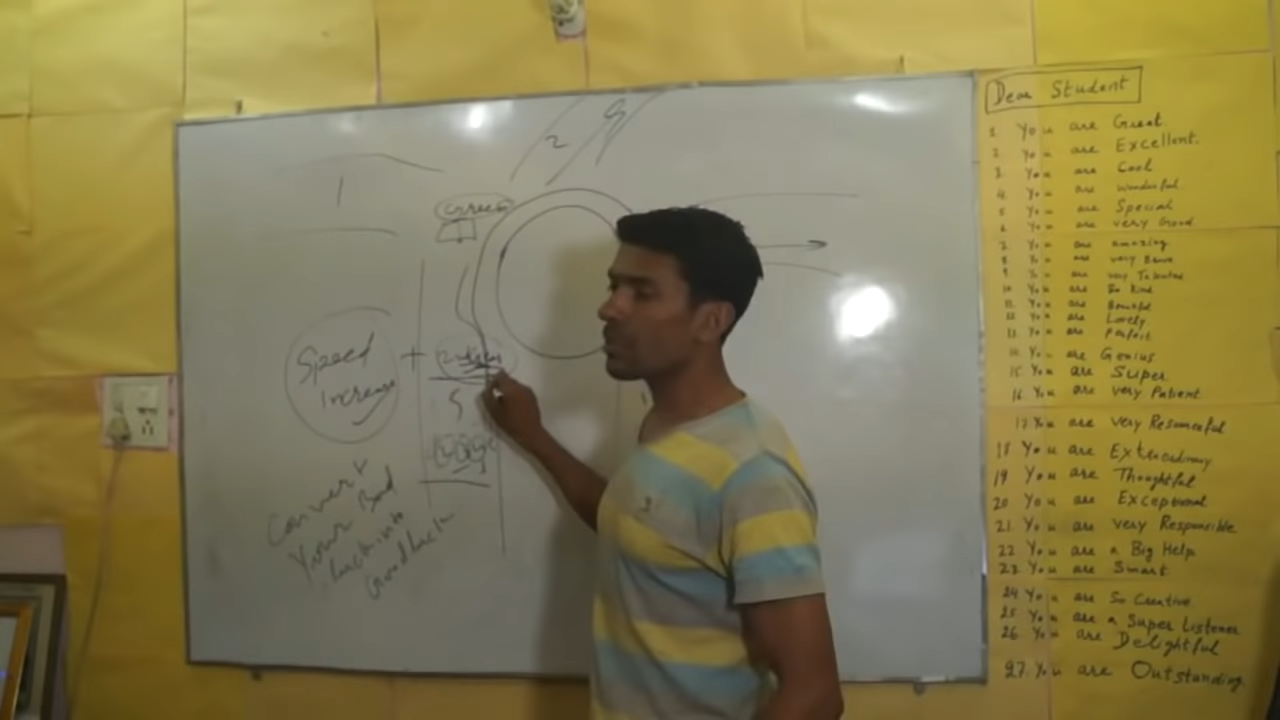 1
2
Green
Speed
Increase
+
5
Convert
Your Bad
luck into
Good luck
Dear Student
1. You are Great.
2. You are Excellent.
3. You are Cool
4. You are Wonderful.
5 You are Special
6 You are very Good.
7 You are amazing
8 You are very Brave
9 You are very Talented
10 You are So Kind
11. You are Beautiful
12 You are Lovely
13. You are Perfect
14. You are Genius
15 You are Super
16. You are very Patient
17. You are very Resourceful
18 You are Extraordinary
19 You are Thoughtful
20 You are Exceptional
21 You are very Responsible
22 You are a Big Help
23. You are Smart
24 You are So Creative
25 You are a Super Listener
26. You are Delightful
27. You are Outstanding.